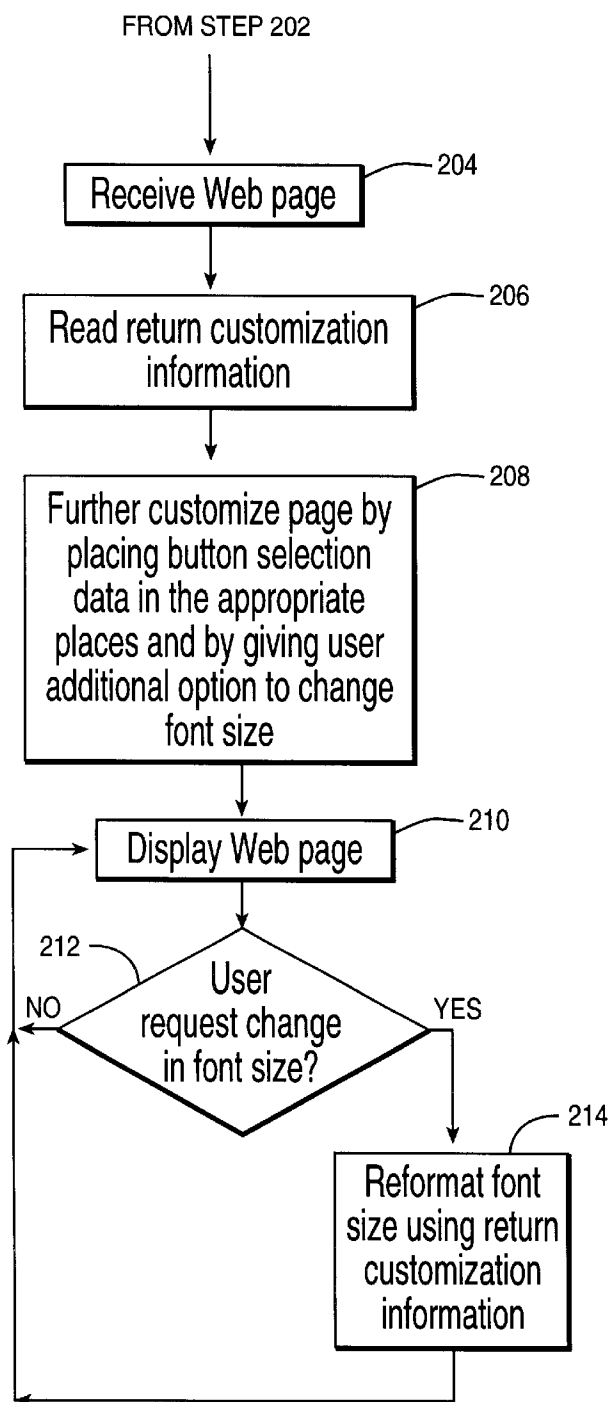 FROM STEP 202
204
Receive Web page
206
Read return customization
information
208
Further customize page by
placing button selection
data in the appropriate
places and by giving user
additional option to change
font size
210
Display Web page
212
User
request change
in font size?
NO
YES
214
Reformat font
size using return
customization
information